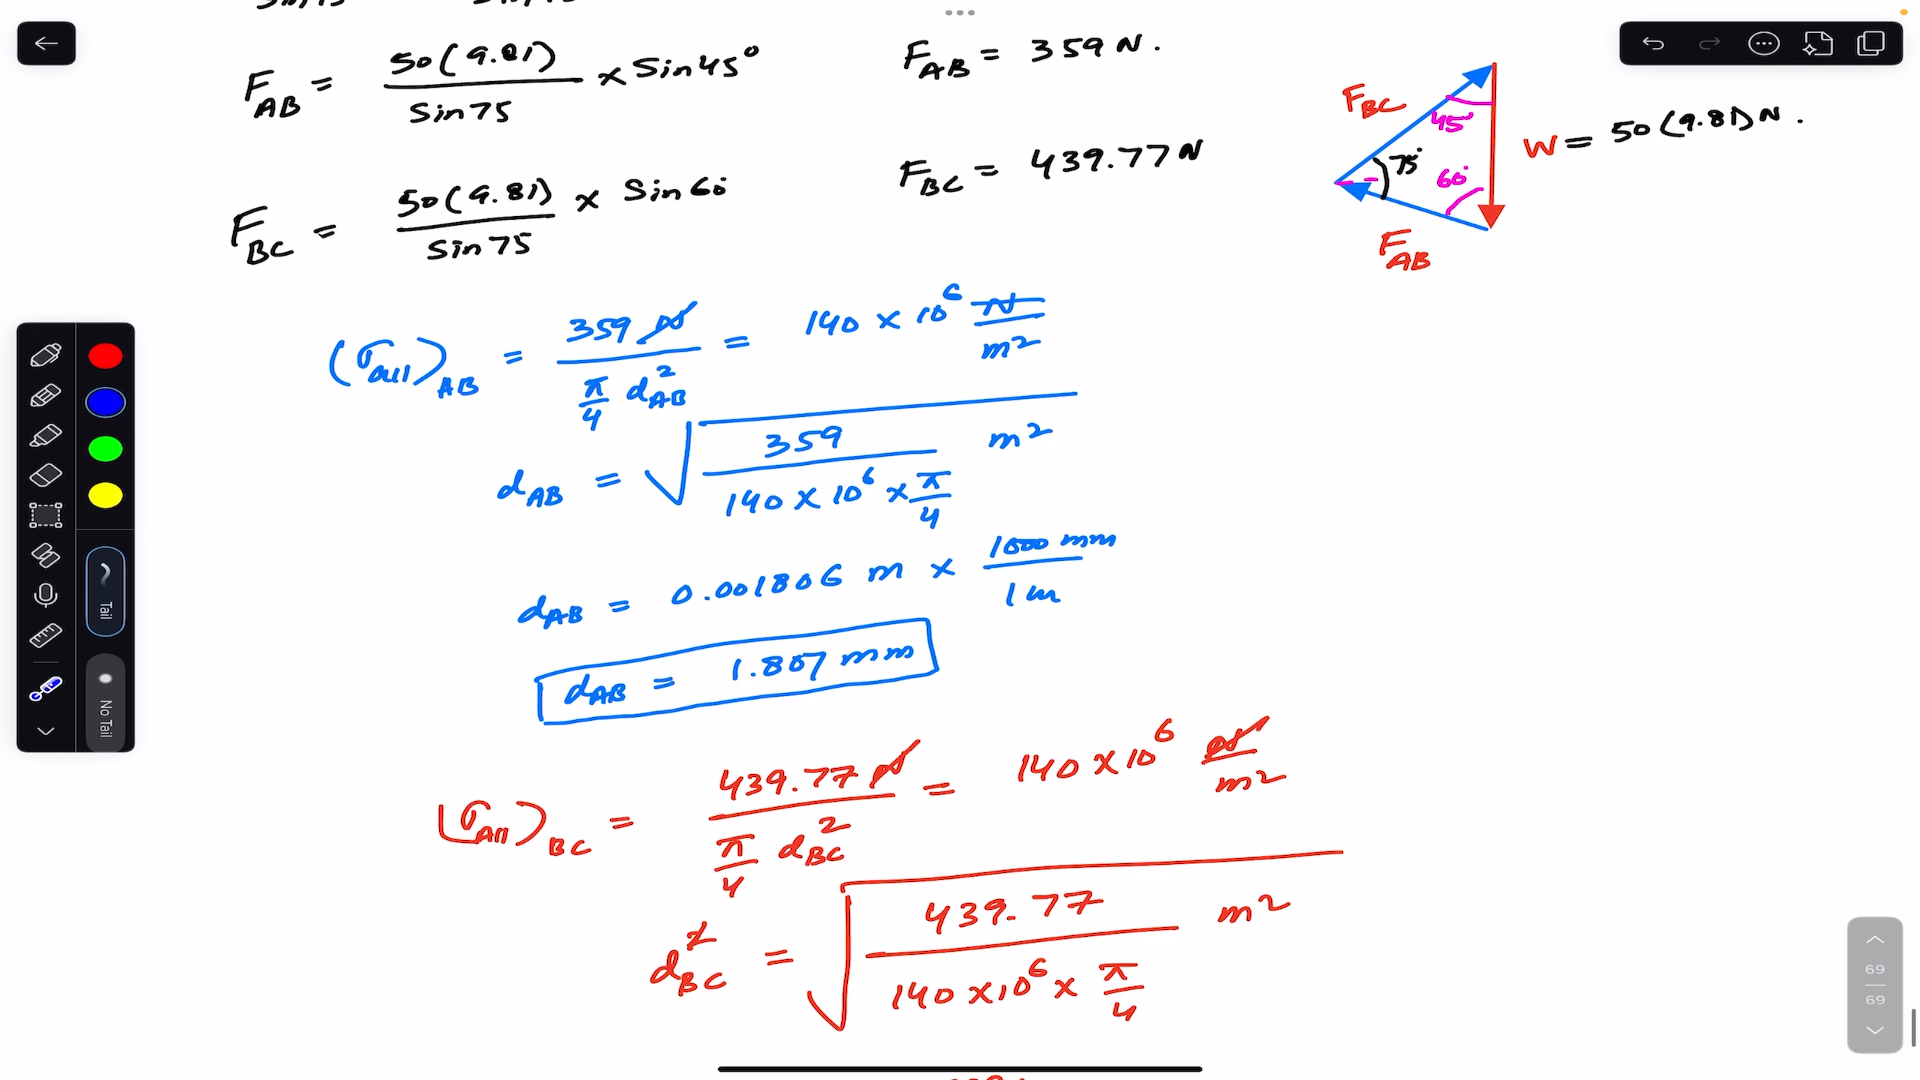 F_AB = 50(9.81) / Sin75 × Sin45°
F_AB = 359 N.
F_BC = 50(9.81) / Sin75 × Sin60°
F_BC = 439.77 N
F_BC
45°
75°
60°
F_AB
W = 50(9.81) N.
(σ_all)_AB = 359 N / (π/4 d_AB²) = 140 × 10⁶ N/m²
d_AB = √(359 / (140 × 10⁶ × π/4)) m²
d_AB = 0.001806 m × 1000 mm / 1 m
d_AB = 1.807 mm
(σ_All)_BC = 439.77 N / (π/4 d_BC²) = 140 × 10⁶ N/m²
d_BC² = √(439.77 / (140 × 10⁶ × π/4)) m²
Tail
No Tail
69
69